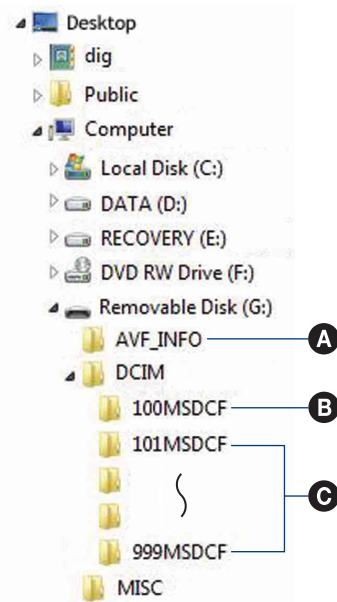 Desktop
dig
Public
Computer
Local Disk (C:)
DATA (D:)
RECOVERY (E:)
DVD RW Drive (F:)
Removable Disk (G:)
AVF_INFO A
DCIM
100MSDCF B
101MSDCF
C
999MSDCF
MISC